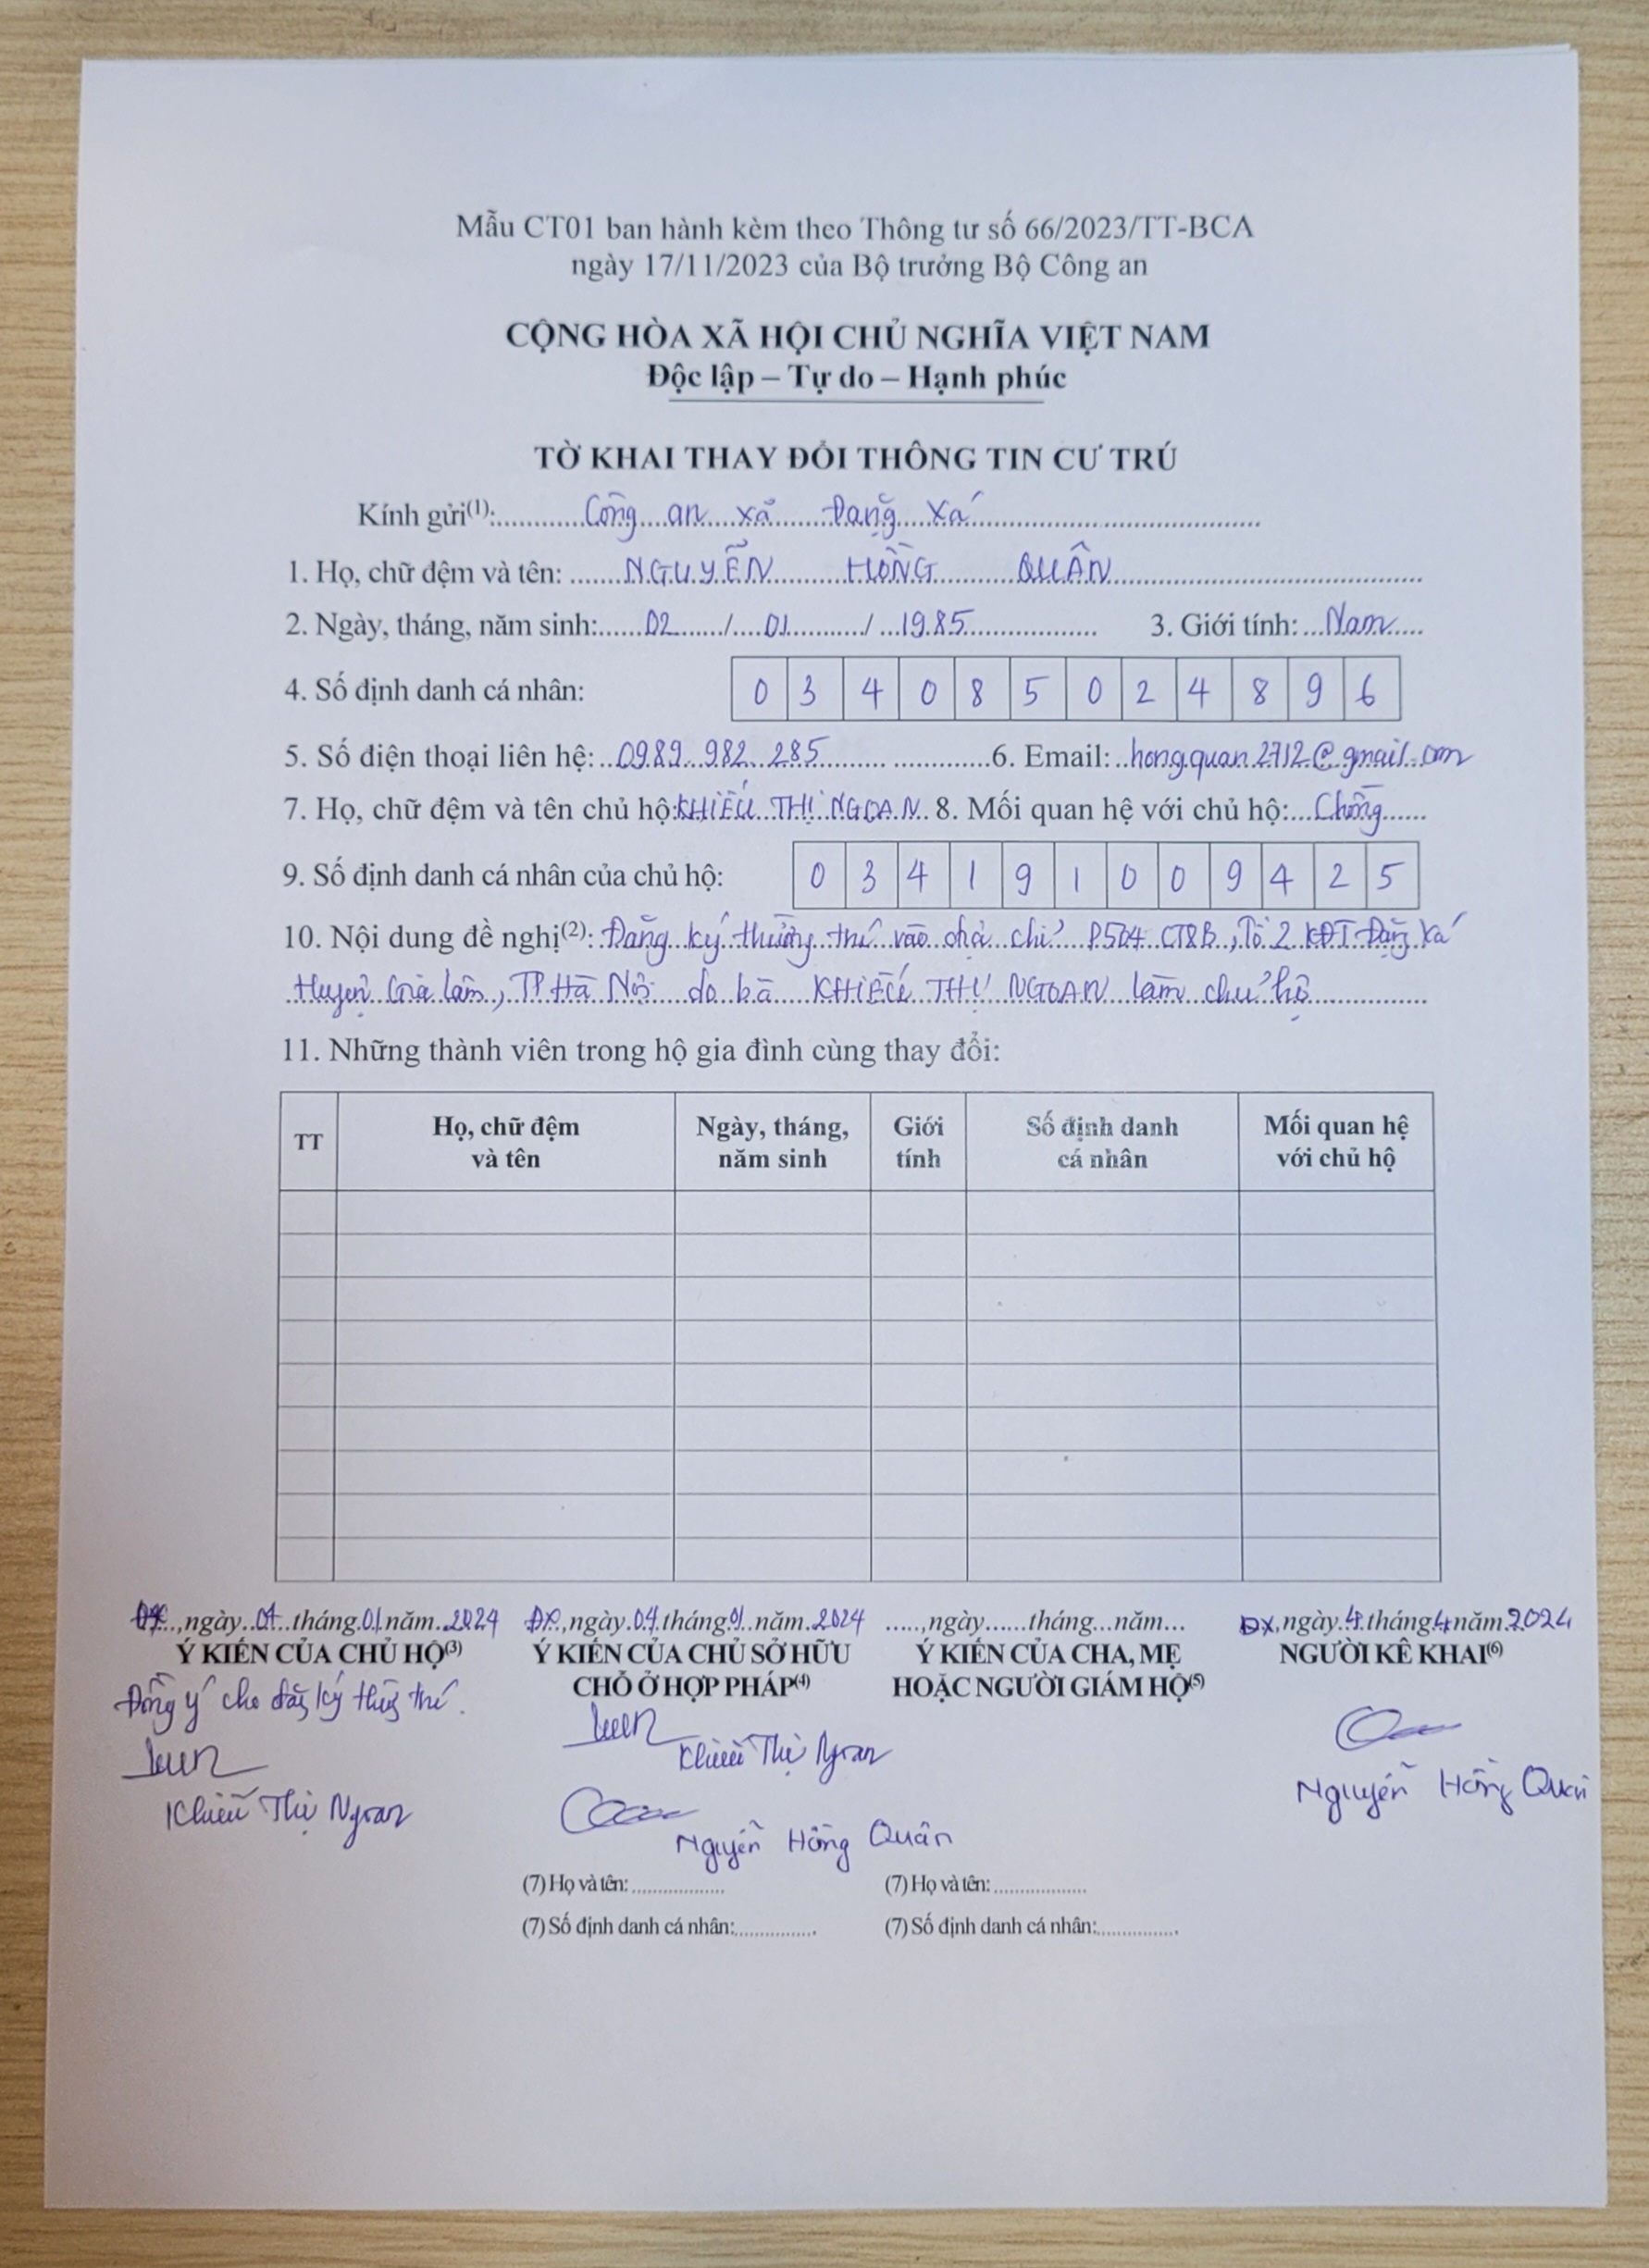 Mẫu CT01 ban hành kèm theo Thông tư số 66/2023/TT-BCA
ngày 17/11/2023 của Bộ trưởng Bộ Công an
CỘNG HÒA XÃ HỘI CHỦ NGHĨA VIỆT NAM
Độc lập – Tự do – Hạnh phúc
TỜ KHAI THAY ĐỔI THÔNG TIN CƯ TRÚ
Kính gửi(1):............Công an xã Đặng Xá............
1. Họ, chữ đệm và tên: .......NGUYỄN HỒNG QUÂN............
2. Ngày, tháng, năm sinh:......02....../....01........../...1985.............. 3. Giới tính: ...Nam.....
4. Số định danh cá nhân: 0 3 4 0 8 5 0 2 4 8 9 6
5. Số điện thoại liên hệ: ..0989 982 285.................6. Email: ..hongquan2712@gmail.com
7. Họ, chữ đệm và tên chủ hộ:KHIẾU THỊ NGOAN.. 8. Mối quan hệ với chủ hộ:...Chồng......
9. Số định danh cá nhân của chủ hộ: 0 3 4 1 9 1 0 0 9 4 2 5
10. Nội dung đề nghị(2): Đăng ký thường trú vào địa chỉ P504 CT8B, Tổ 2 KĐT Đặng Xá
Huyện Gia Lâm, TP Hà Nội do bà KHIẾU THỊ NGOAN làm chủ hộ............
11. Những thành viên trong hộ gia đình cùng thay đổi:
TT Họ, chữ đệm Ngày, tháng, Giới Số định danh Mối quan hệ
và tên năm sinh tính cá nhân với chủ hộ
...,ngày..04...tháng.01.năm..2024 ĐX,ngày.04.tháng.01..năm.2024 .....,ngày......tháng...năm... ĐX,ngày.4.tháng.4.năm.2024
Ý KIẾN CỦA CHỦ HỘ(3) Ý KIẾN CỦA CHỦ SỞ HỮU Ý KIẾN CỦA CHA, MẸ NGƯỜI KÊ KHAI(6)
CHỖ Ở HỢP PHÁP(4) HOẶC NGƯỜI GIÁM HỘ(5)
Đồng ý cho đăng ký thường trú.
Khiếu Thị Ngoan
Khiếu Thị Ngoan
Nguyễn Hồng Quân
Nguyễn Hồng Quân
(7) Họ và tên: .................. (7) Họ và tên: ..................
(7) Số định danh cá nhân:............... (7) Số định danh cá nhân:...............